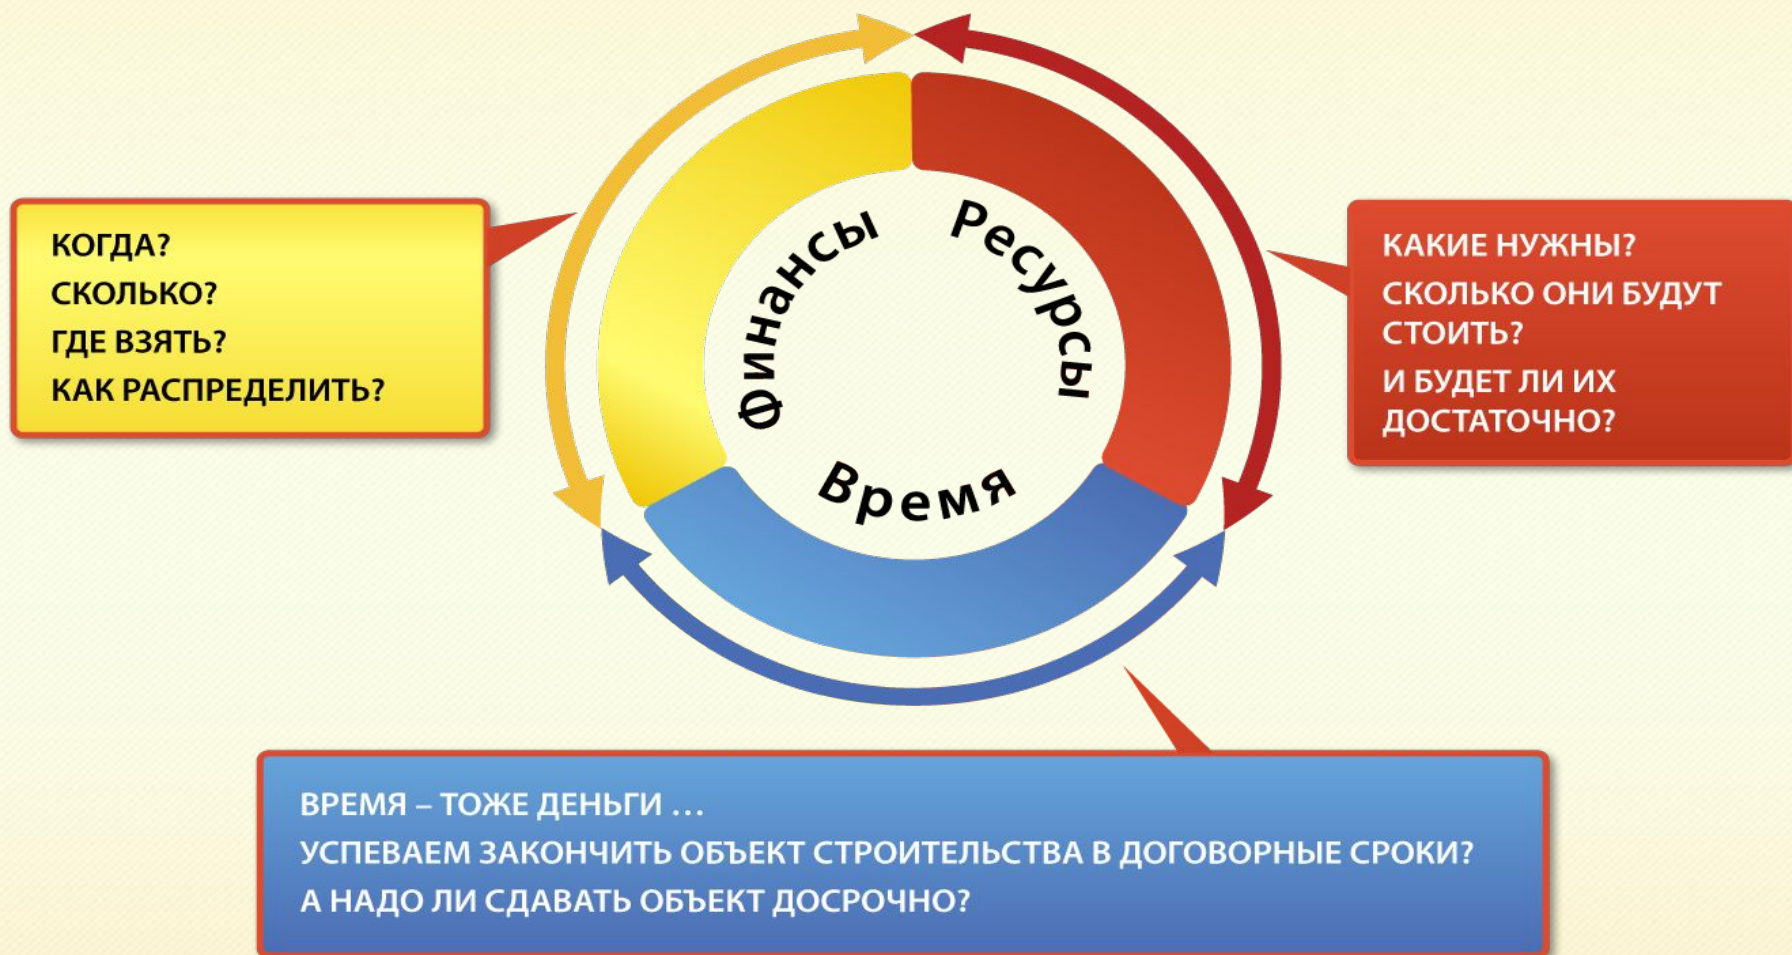 Финансы
Ресурсы
Время
КОГДА?
СКОЛЬКО?
ГДЕ ВЗЯТЬ?
КАК РАСПРЕДЕЛИТЬ?
КАКИЕ НУЖНЫ?
СКОЛЬКО ОНИ БУДУТ
СТОИТЬ?
И БУДЕТ ЛИ ИХ
ДОСТАТОЧНО?
ВРЕМЯ – ТОЖЕ ДЕНЬГИ ...
УСПЕВАЕМ ЗАКОНЧИТЬ ОБЪЕКТ СТРОИТЕЛЬСТВА В ДОГОВОРНЫЕ СРОКИ?
А НАДО ЛИ СДАВАТЬ ОБЪЕКТ ДОСРОЧНО?